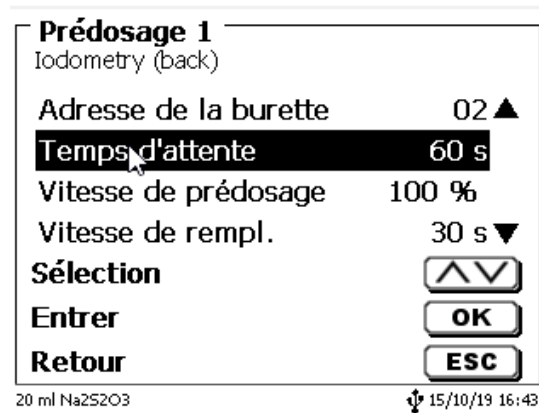 Prédosage 1
Iodometry (back)
Adresse de la burette 02
Temps d'attente 60 s
Vitesse de prédosage 100 %
Vitesse de rempl. 30 s
Sélection
Entrer OK
Retour ESC
20 ml Na2S2O3 15/10/19 16:43